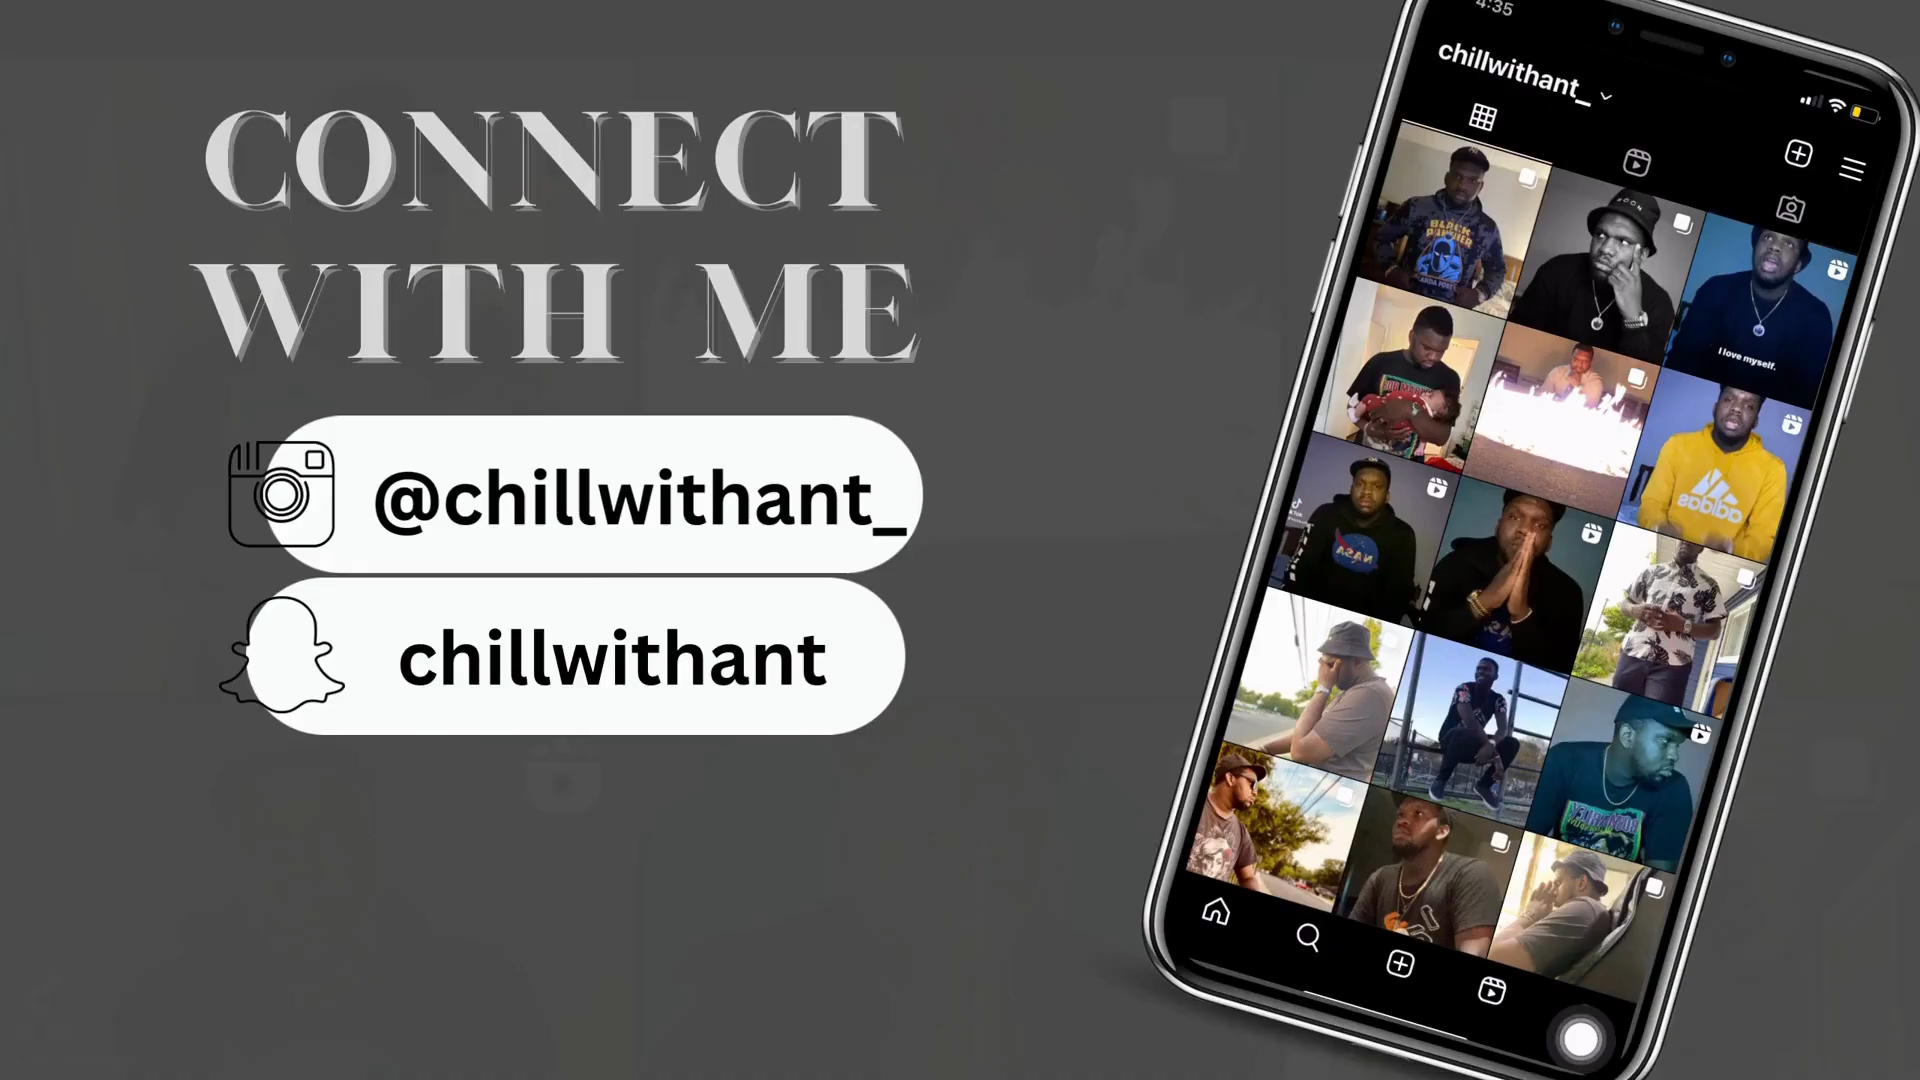 CONNECT
WITH ME
@chillwithant_
chillwithant
4:35
chillwithant_
BLACK
PANTHER
I love myself.
adidas
NASA